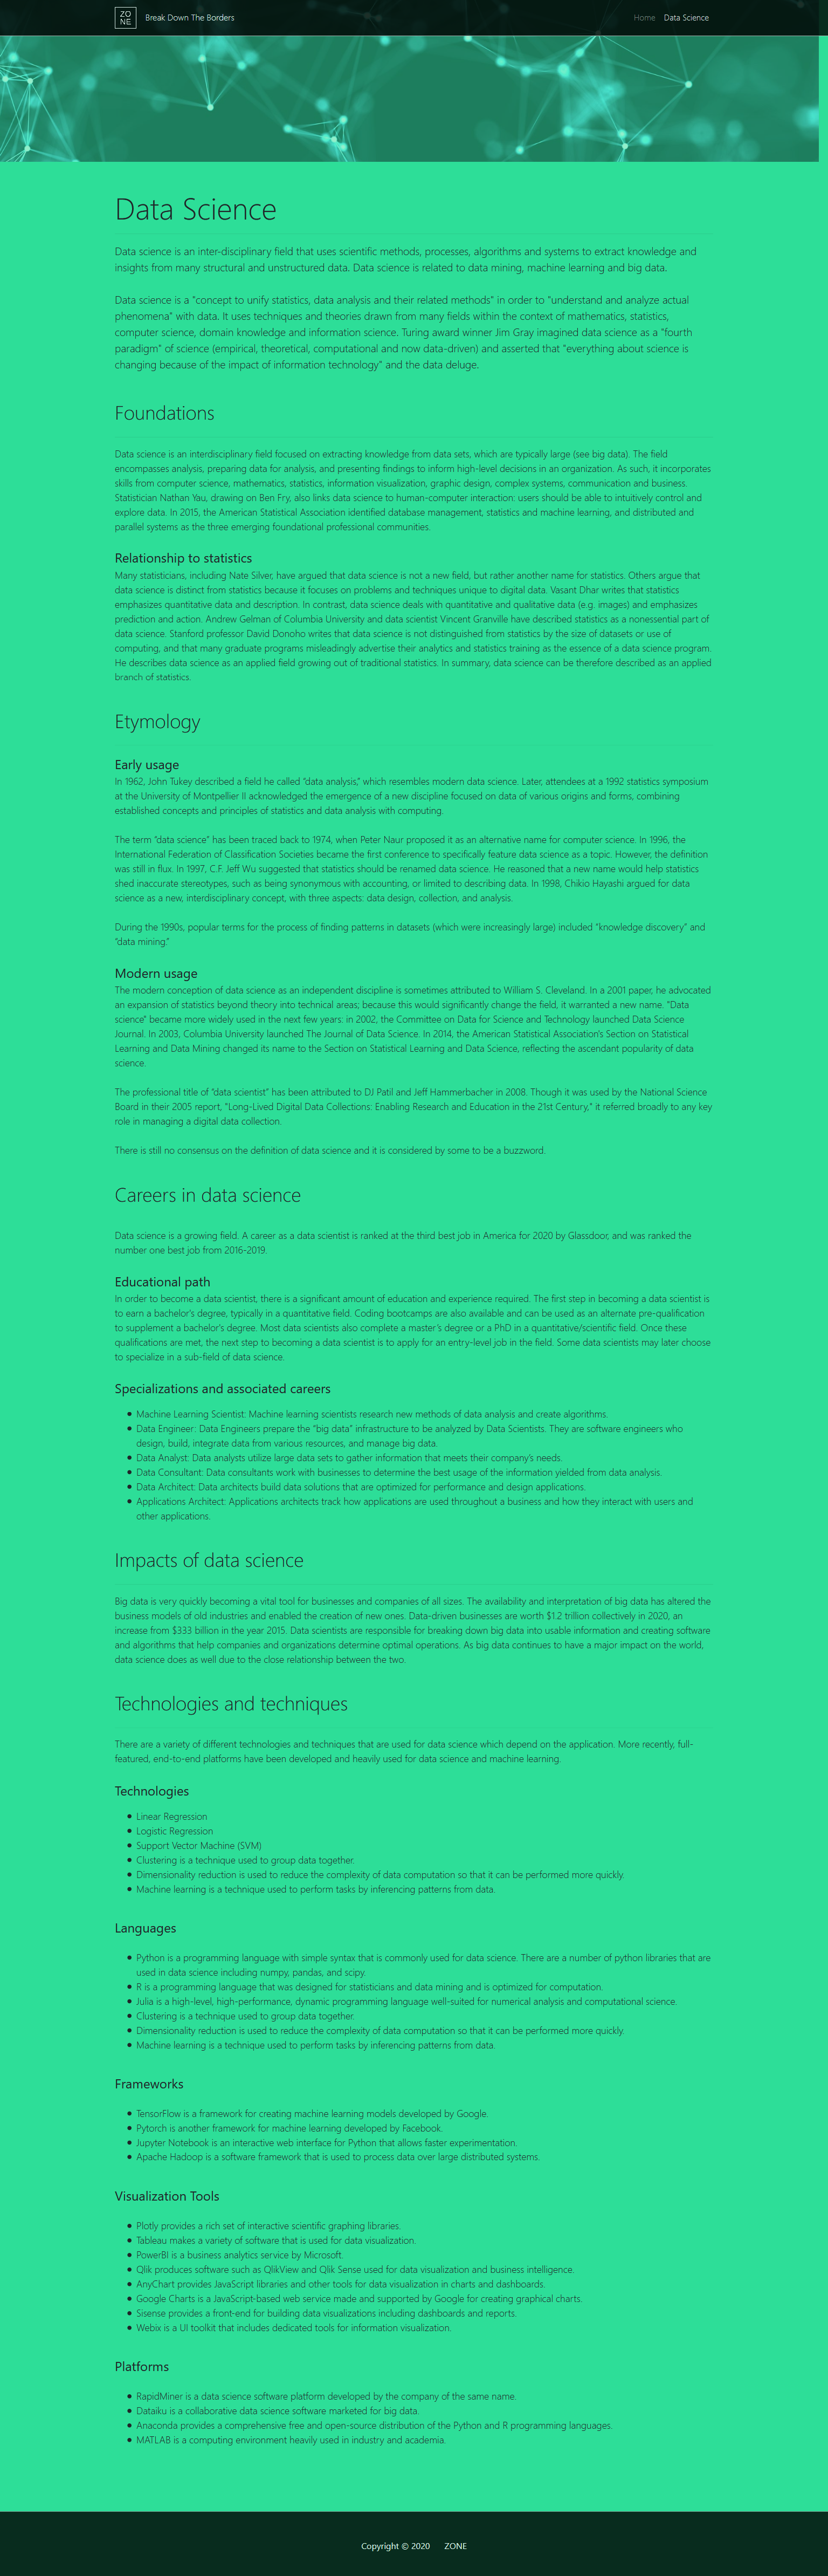 ZO
NE
Break Down The Borders
Home Data Science
Data Science
Data science is an inter-disciplinary field that uses scientific methods, processes, algorithms and systems to extract knowledge and
insights from many structural and unstructured data. Data science is related to data mining, machine learning and big data.
Data science is a "concept to unify statistics, data analysis and their related methods" in order to "understand and analyze actual
phenomena" with data. It uses techniques and theories drawn from many fields within the context of mathematics, statistics,
computer science, domain knowledge and information science. Turing award winner Jim Gray imagined data science as a "fourth
paradigm" of science (empirical, theoretical, computational and now data-driven) and asserted that "everything about science is
changing because of the impact of information technology" and the data deluge.
Foundations
Data science is an interdisciplinary field focused on extracting knowledge from data sets, which are typically large (see big data). The field
encompasses analysis, preparing data for analysis, and presenting findings to inform high-level decisions in an organization. As such, it incorporates
skills from computer science, mathematics, statistics, information visualization, graphic design, complex systems, communication and business.
Statistician Nathan Yau, drawing on Ben Fry, also links data science to human-computer interaction: users should be able to intuitively control and
explore data. In 2015, the American Statistical Association identified database management, statistics and machine learning, and distributed and
parallel systems as the three emerging foundational professional communities.
Relationship to statistics
Many statisticians, including Nate Silver, have argued that data science is not a new field, but rather another name for statistics. Others argue that
data science is distinct from statistics because it focuses on problems and techniques unique to digital data. Vasant Dhar writes that statistics
emphasizes quantitative data and description. In contrast, data science deals with quantitative and qualitative data (e.g. images) and emphasizes
prediction and action. Andrew Gelman of Columbia University and data scientist Vincent Granville have described statistics as a nonessential part of
data science. Stanford professor David Donoho writes that data science is not distinguished from statistics by the size of datasets or use of
computing, and that many graduate programs misleadingly advertise their analytics and statistics training as the essence of a data science program.
He describes data science as an applied field growing out of traditional statistics. In summary, data science can be therefore described as an applied
branch of statistics.
Etymology
Early usage
In 1962, John Tukey described a field he called “data analysis,” which resembles modern data science. Later, attendees at a 1992 statistics symposium
at the University of Montpellier II acknowledged the emergence of a new discipline focused on data of various origins and forms, combining
established concepts and principles of statistics and data analysis with computing.
The term “data science” has been traced back to 1974, when Peter Naur proposed it as an alternative name for computer science. In 1996, the
International Federation of Classification Societies became the first conference to specifically feature data science as a topic. However, the definition
was still in flux. In 1997, C.F. Jeff Wu suggested that statistics should be renamed data science. He reasoned that a new name would help statistics
shed inaccurate stereotypes, such as being synonymous with accounting, or limited to describing data. In 1998, Chikio Hayashi argued for data
science as a new, interdisciplinary concept, with three aspects: data design, collection, and analysis.
During the 1990s, popular terms for the process of finding patterns in datasets (which were increasingly large) included “knowledge discovery” and
“data mining.”
Modern usage
The modern conception of data science as an independent discipline is sometimes attributed to William S. Cleveland. In a 2001 paper, he advocated
an expansion of statistics beyond theory into technical areas; because this would significantly change the field, it warranted a new name. "Data
science" became more widely used in the next few years: in 2002, the Committee on Data for Science and Technology launched Data Science
Journal. In 2003, Columbia University launched The Journal of Data Science. In 2014, the American Statistical Association's Section on Statistical
Learning and Data Mining changed its name to the Section on Statistical Learning and Data Science, reflecting the ascendant popularity of data
science.
The professional title of “data scientist” has been attributed to DJ Patil and Jeff Hammerbacher in 2008. Though it was used by the National Science
Board in their 2005 report, "Long-Lived Digital Data Collections: Enabling Research and Education in the 21st Century," it referred broadly to any key
role in managing a digital data collection.
There is still no consensus on the definition of data science and it is considered by some to be a buzzword.
Careers in data science
Data science is a growing field. A career as a data scientist is ranked at the third best job in America for 2020 by Glassdoor, and was ranked the
number one best job from 2016-2019.
Educational path
In order to become a data scientist, there is a significant amount of education and experience required. The first step in becoming a data scientist is
to earn a bachelor's degree, typically in a quantitative field. Coding bootcamps are also available and can be used as an alternate pre-qualification
to supplement a bachelor's degree. Most data scientists also complete a master’s degree or a PhD in a quantitative/scientific field. Once these
qualifications are met, the next step to becoming a data scientist is to apply for an entry-level job in the field. Some data scientists may later choose
to specialize in a sub-field of data science.
Specializations and associated careers
Machine Learning Scientist: Machine learning scientists research new methods of data analysis and create algorithms.
Data Engineer: Data Engineers prepare the “big data” infrastructure to be analyzed by Data Scientists. They are software engineers who
design, build, integrate data from various resources, and manage big data.
Data Analyst: Data analysts utilize large data sets to gather information that meets their company’s needs.
Data Consultant: Data consultants work with businesses to determine the best usage of the information yielded from data analysis.
Data Architect: Data architects build data solutions that are optimized for performance and design applications.
Applications Architect: Applications architects track how applications are used throughout a business and how they interact with users and
other applications.
Impacts of data science
Big data is very quickly becoming a vital tool for businesses and companies of all sizes. The availability and interpretation of big data has altered the
business models of old industries and enabled the creation of new ones. Data-driven businesses are worth $1.2 trillion collectively in 2020, an
increase from $333 billion in the year 2015. Data scientists are responsible for breaking down big data into usable information and creating software
and algorithms that help companies and organizations determine optimal operations. As big data continues to have a major impact on the world,
data science does as well due to the close relationship between the two.
Technologies and techniques
There are a variety of different technologies and techniques that are used for data science which depend on the application. More recently, full-
featured, end-to-end platforms have been developed and heavily used for data science and machine learning.
Technologies
Linear Regression
Logistic Regression
Support Vector Machine (SVM)
Clustering is a technique used to group data together.
Dimensionality reduction is used to reduce the complexity of data computation so that it can be performed more quickly.
Machine learning is a technique used to perform tasks by inferencing patterns from data.
Languages
Python is a programming language with simple syntax that is commonly used for data science. There are a number of python libraries that are
used in data science including numpy, pandas, and scipy.
R is a programming language that was designed for statisticians and data mining and is optimized for computation.
Julia is a high-level, high-performance, dynamic programming language well-suited for numerical analysis and computational science.
Clustering is a technique used to group data together.
Dimensionality reduction is used to reduce the complexity of data computation so that it can be performed more quickly.
Machine learning is a technique used to perform tasks by inferencing patterns from data.
Frameworks
TensorFlow is a framework for creating machine learning models developed by Google.
Pytorch is another framework for machine learning developed by Facebook.
Jupyter Notebook is an interactive web interface for Python that allows faster experimentation.
Apache Hadoop is a software framework that is used to process data over large distributed systems.
Visualization Tools
Plotly provides a rich set of interactive scientific graphing libraries.
Tableau makes a variety of software that is used for data visualization.
PowerBI is a business analytics service by Microsoft.
Qlik produces software such as QlikView and Qlik Sense used for data visualization and business intelligence.
AnyChart provides JavaScript libraries and other tools for data visualization in charts and dashboards.
Google Charts is a JavaScript-based web service made and supported by Google for creating graphical charts.
Sisense provides a front-end for building data visualizations including dashboards and reports.
Webix is a UI toolkit that includes dedicated tools for information visualization.
Platforms
RapidMiner is a data science software platform developed by the company of the same name.
Dataiku is a collaborative data science software marketed for big data.
Anaconda provides a comprehensive free and open-source distribution of the Python and R programming languages.
MATLAB is a computing environment heavily used in industry and academia.
Copyright © 2020 ZONE